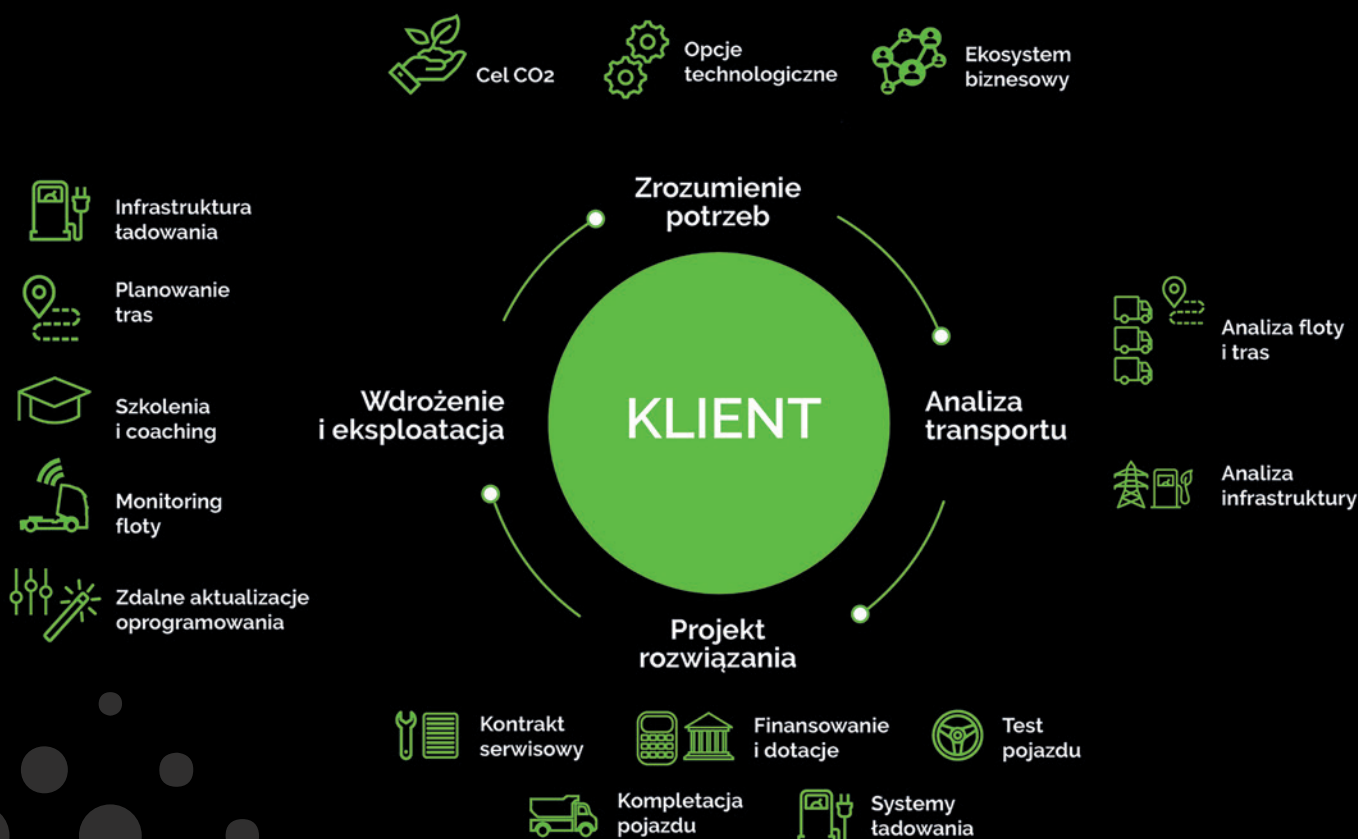 Cel CO2
Opcje
technologiczne
Ekosystem
biznesowy
Zrozumienie
potrzeb
Infrastruktura
ładowania
Planowanie
tras
Szkolenia
i coaching
Monitoring
floty
Zdalne aktualizacje
oprogramowania
Wdrożenie
i eksploatacja
KLIENT
Analiza
transportu
Analiza floty
i tras
Analiza
infrastruktury
Projekt
rozwiązania
Kontrakt
serwisowy
Finansowanie
i dotacje
Test
pojazdu
Kompletacja
pojazdu
Systemy
ładowania